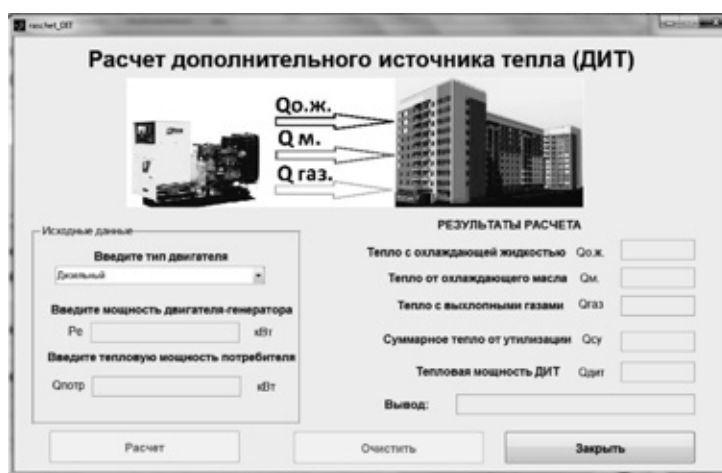 raschet_DIT
Расчет дополнительного источника тепла (ДИТ)
Qо.ж.
Q м.
Q газ.
Исходные данные
Введите тип двигателя
Дизельный
Введите мощность двигателя-генератора
Pe кВт
Введите тепловую мощность потребителя
Qпотр кВт
РЕЗУЛЬТАТЫ РАСЧЕТА
Тепло с охлаждающей жидкостью Qо.ж.
Тепло от охлаждающего масла Qм.
Тепло с выхлопными газами Qгаз
Суммарное тепло от утилизации Qсу
Тепловая мощность ДИТ Qдит
Вывод:
Расчет Очистить Закрыть